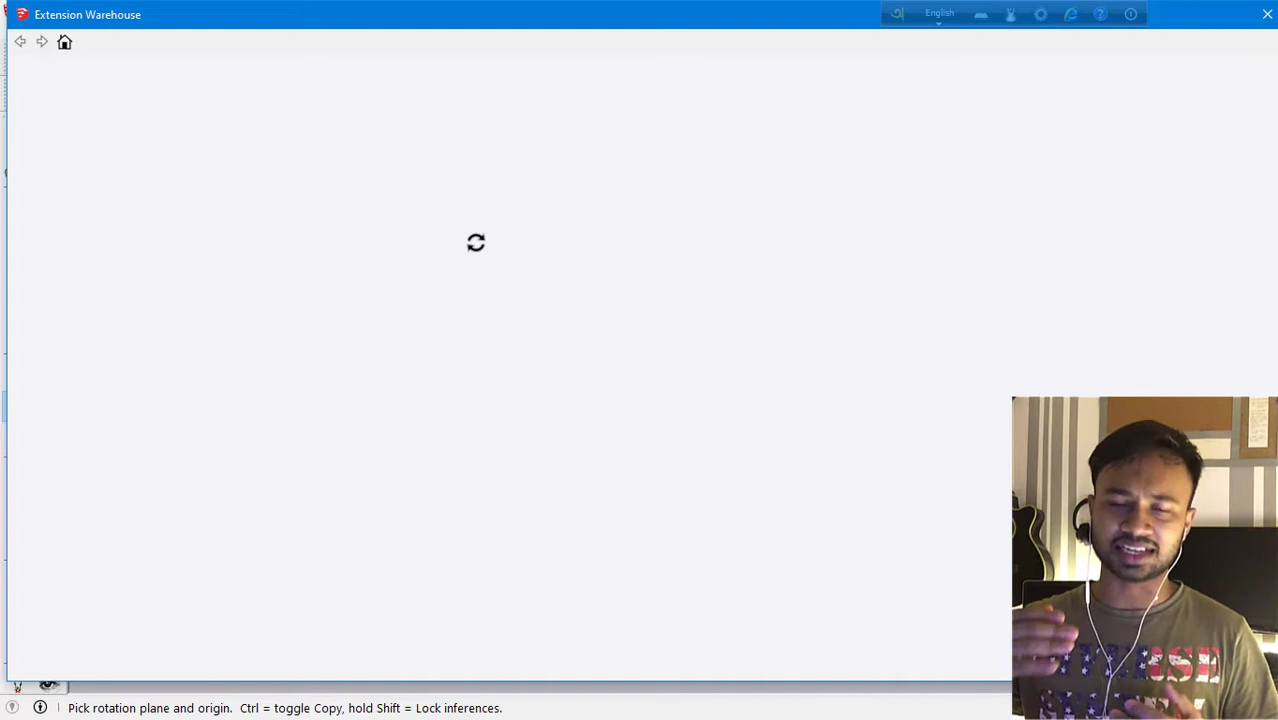 Extension Warehouse
English
Pick rotation plane and origin. Ctrl = toggle Copy, hold Shift = Lock inferences.